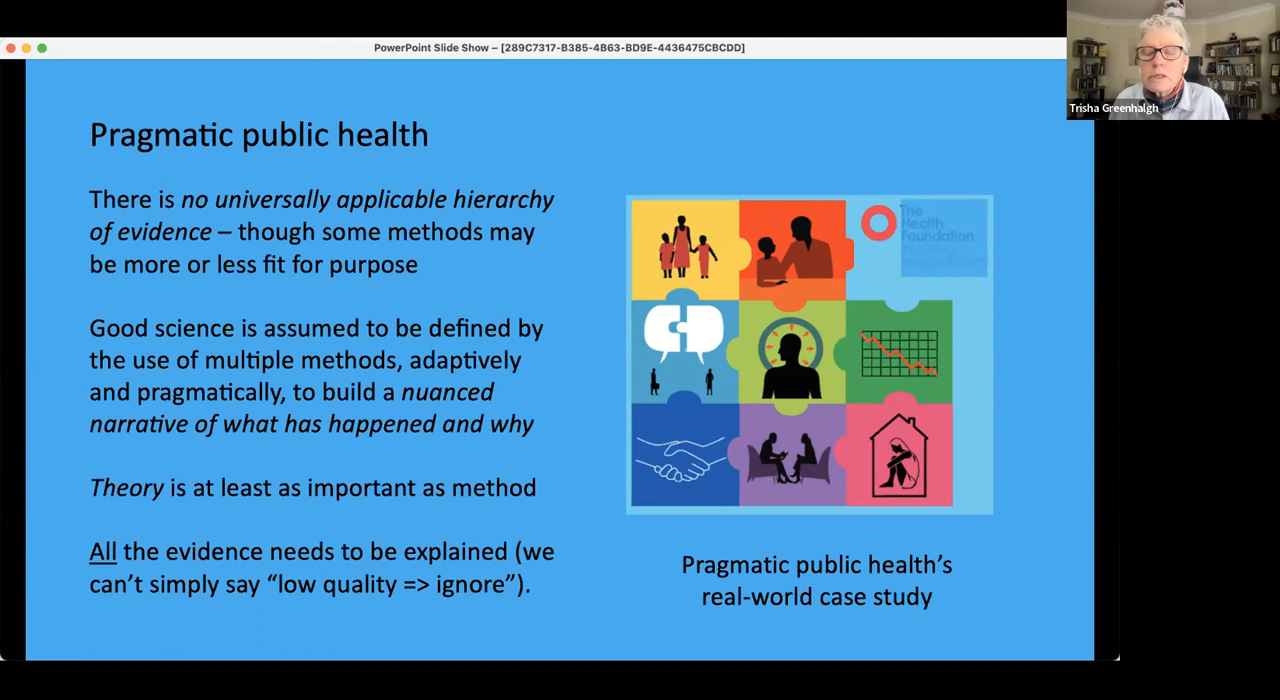 PowerPoint Slide Show – [289C7317-B385-4B63-BD9E-4436475CBCDD]
Trisha Greenhalgh
Pragmatic public health
There is no universally applicable hierarchy
of evidence – though some methods may
be more or less fit for purpose
Good science is assumed to be defined by
the use of multiple methods, adaptively
and pragmatically, to build a nuanced
narrative of what has happened and why
Theory is at least as important as method
All the evidence needs to be explained (we
can’t simply say “low quality => ignore”).
The
Health
Foundation
Pragmatic public health’s
real-world case study